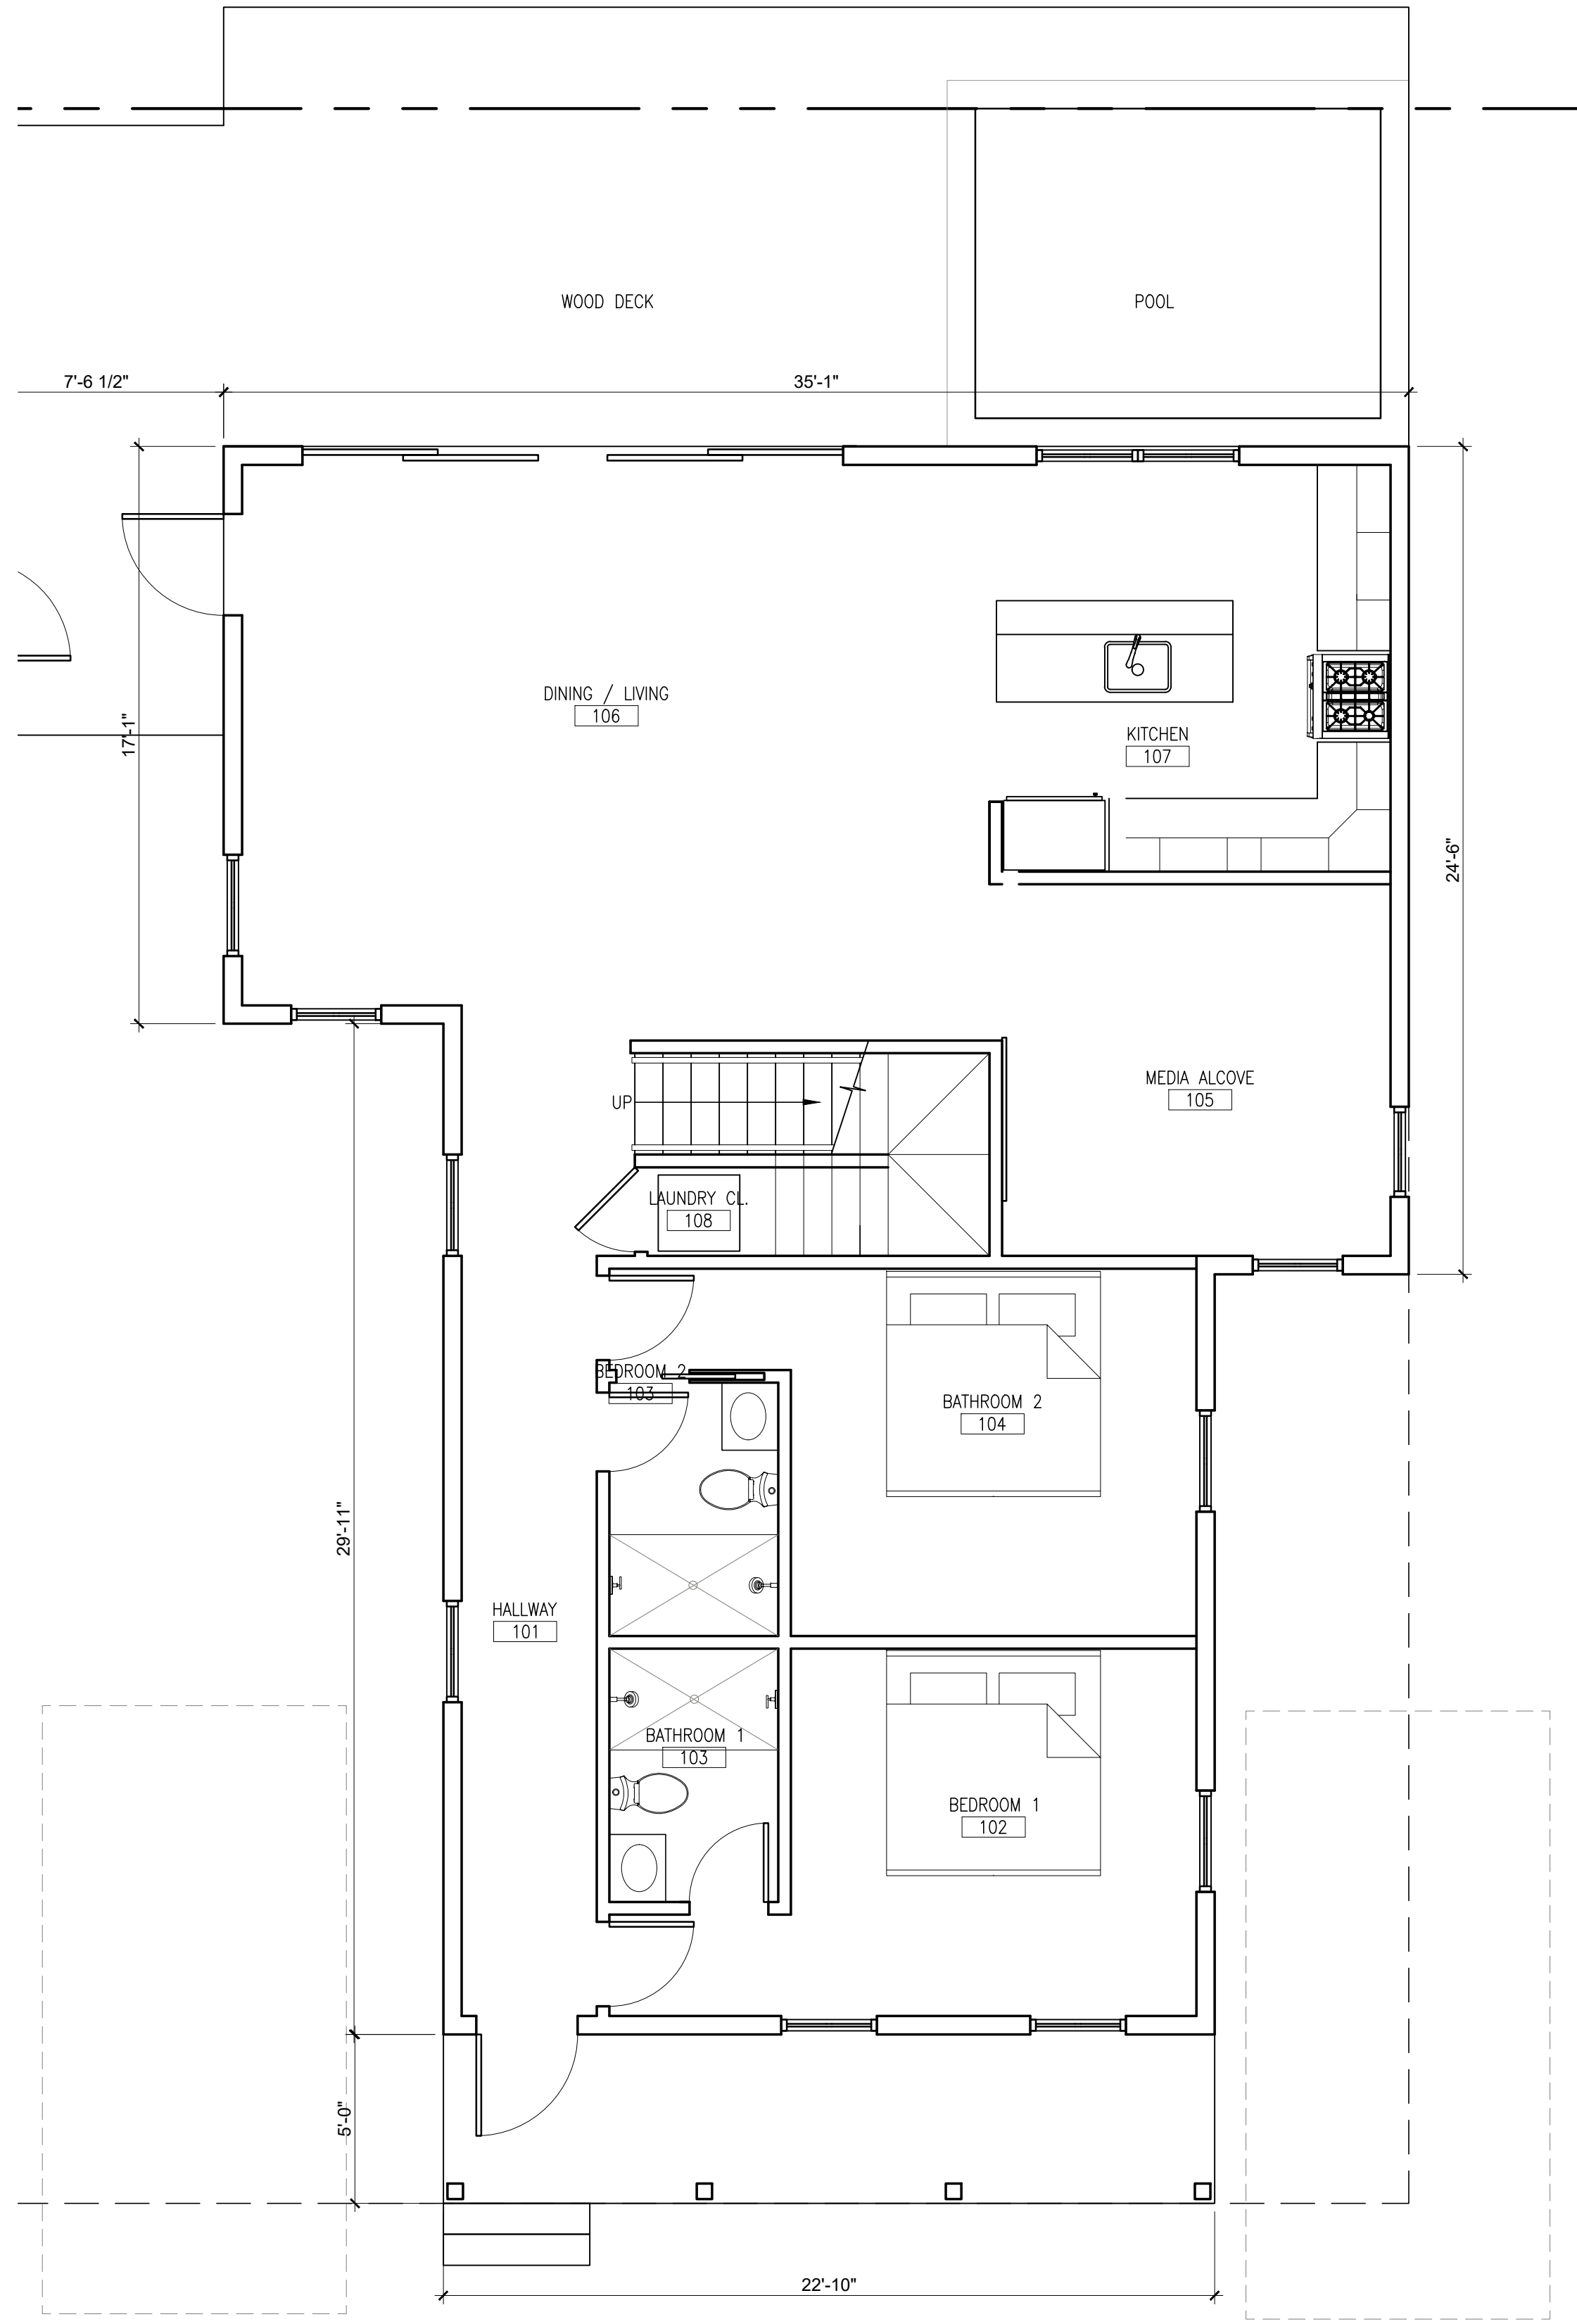 WOOD DECK
POOL
7'-6 1/2"
35'-1"
DINING / LIVING
106
17'-1"
KITCHEN
107
24'-6"
MEDIA ALCOVE
105
UP
LAUNDRY CL.
108
BEDROOM 2
103
BATHROOM 2
104
29'-11"
HALLWAY
101
BATHROOM 1
103
BEDROOM 1
102
5'-0"
22'-10"